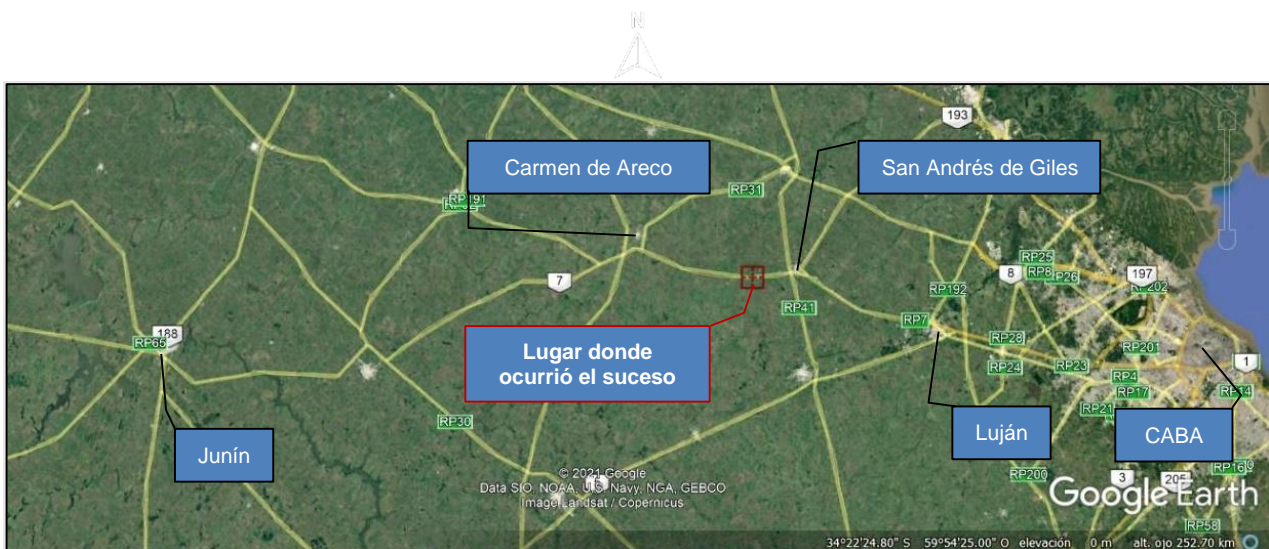 N
193
Carmen de Areco
San Andrés de Giles
RP31
RP191
RP25
8
RP8
RP26
197
RP202
7
RP192
RP41
188
RP65
RP7
RP28
RP201
1
Lugar donde
ocurrió el suceso
RP24
RP23
RP4
RP17
RP14
RP21
RP30
Junín
Luján
CABA
© 2021 Google
Data SIO, NOAA, U.S. Navy, NGA, GEBCO
Image Landsat / Copernicus
RP200
3
205
RP16
Google Earth
RP58
34°22'24.80" S 59°54'25.00" O elevación 0 m alt. ojo 252.70 km